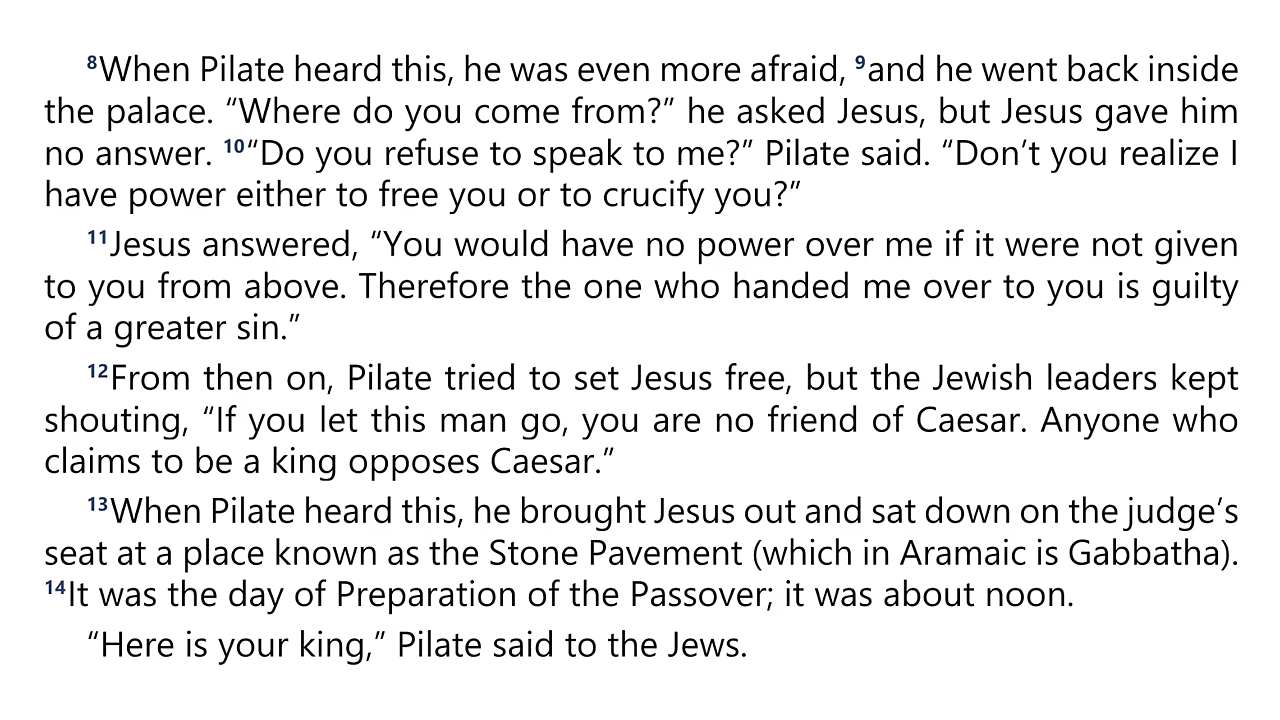 8When Pilate heard this, he was even more afraid, 9and he went back inside
the palace. “Where do you come from?” he asked Jesus, but Jesus gave him
no answer. 10“Do you refuse to speak to me?” Pilate said. “Don’t you realize I
have power either to free you or to crucify you?”
11Jesus answered, “You would have no power over me if it were not given
to you from above. Therefore the one who handed me over to you is guilty
of a greater sin.”
12From then on, Pilate tried to set Jesus free, but the Jewish leaders kept
shouting, “If you let this man go, you are no friend of Caesar. Anyone who
claims to be a king opposes Caesar.”
13When Pilate heard this, he brought Jesus out and sat down on the judge’s
seat at a place known as the Stone Pavement (which in Aramaic is Gabbatha).
14It was the day of Preparation of the Passover; it was about noon.
“Here is your king,” Pilate said to the Jews.